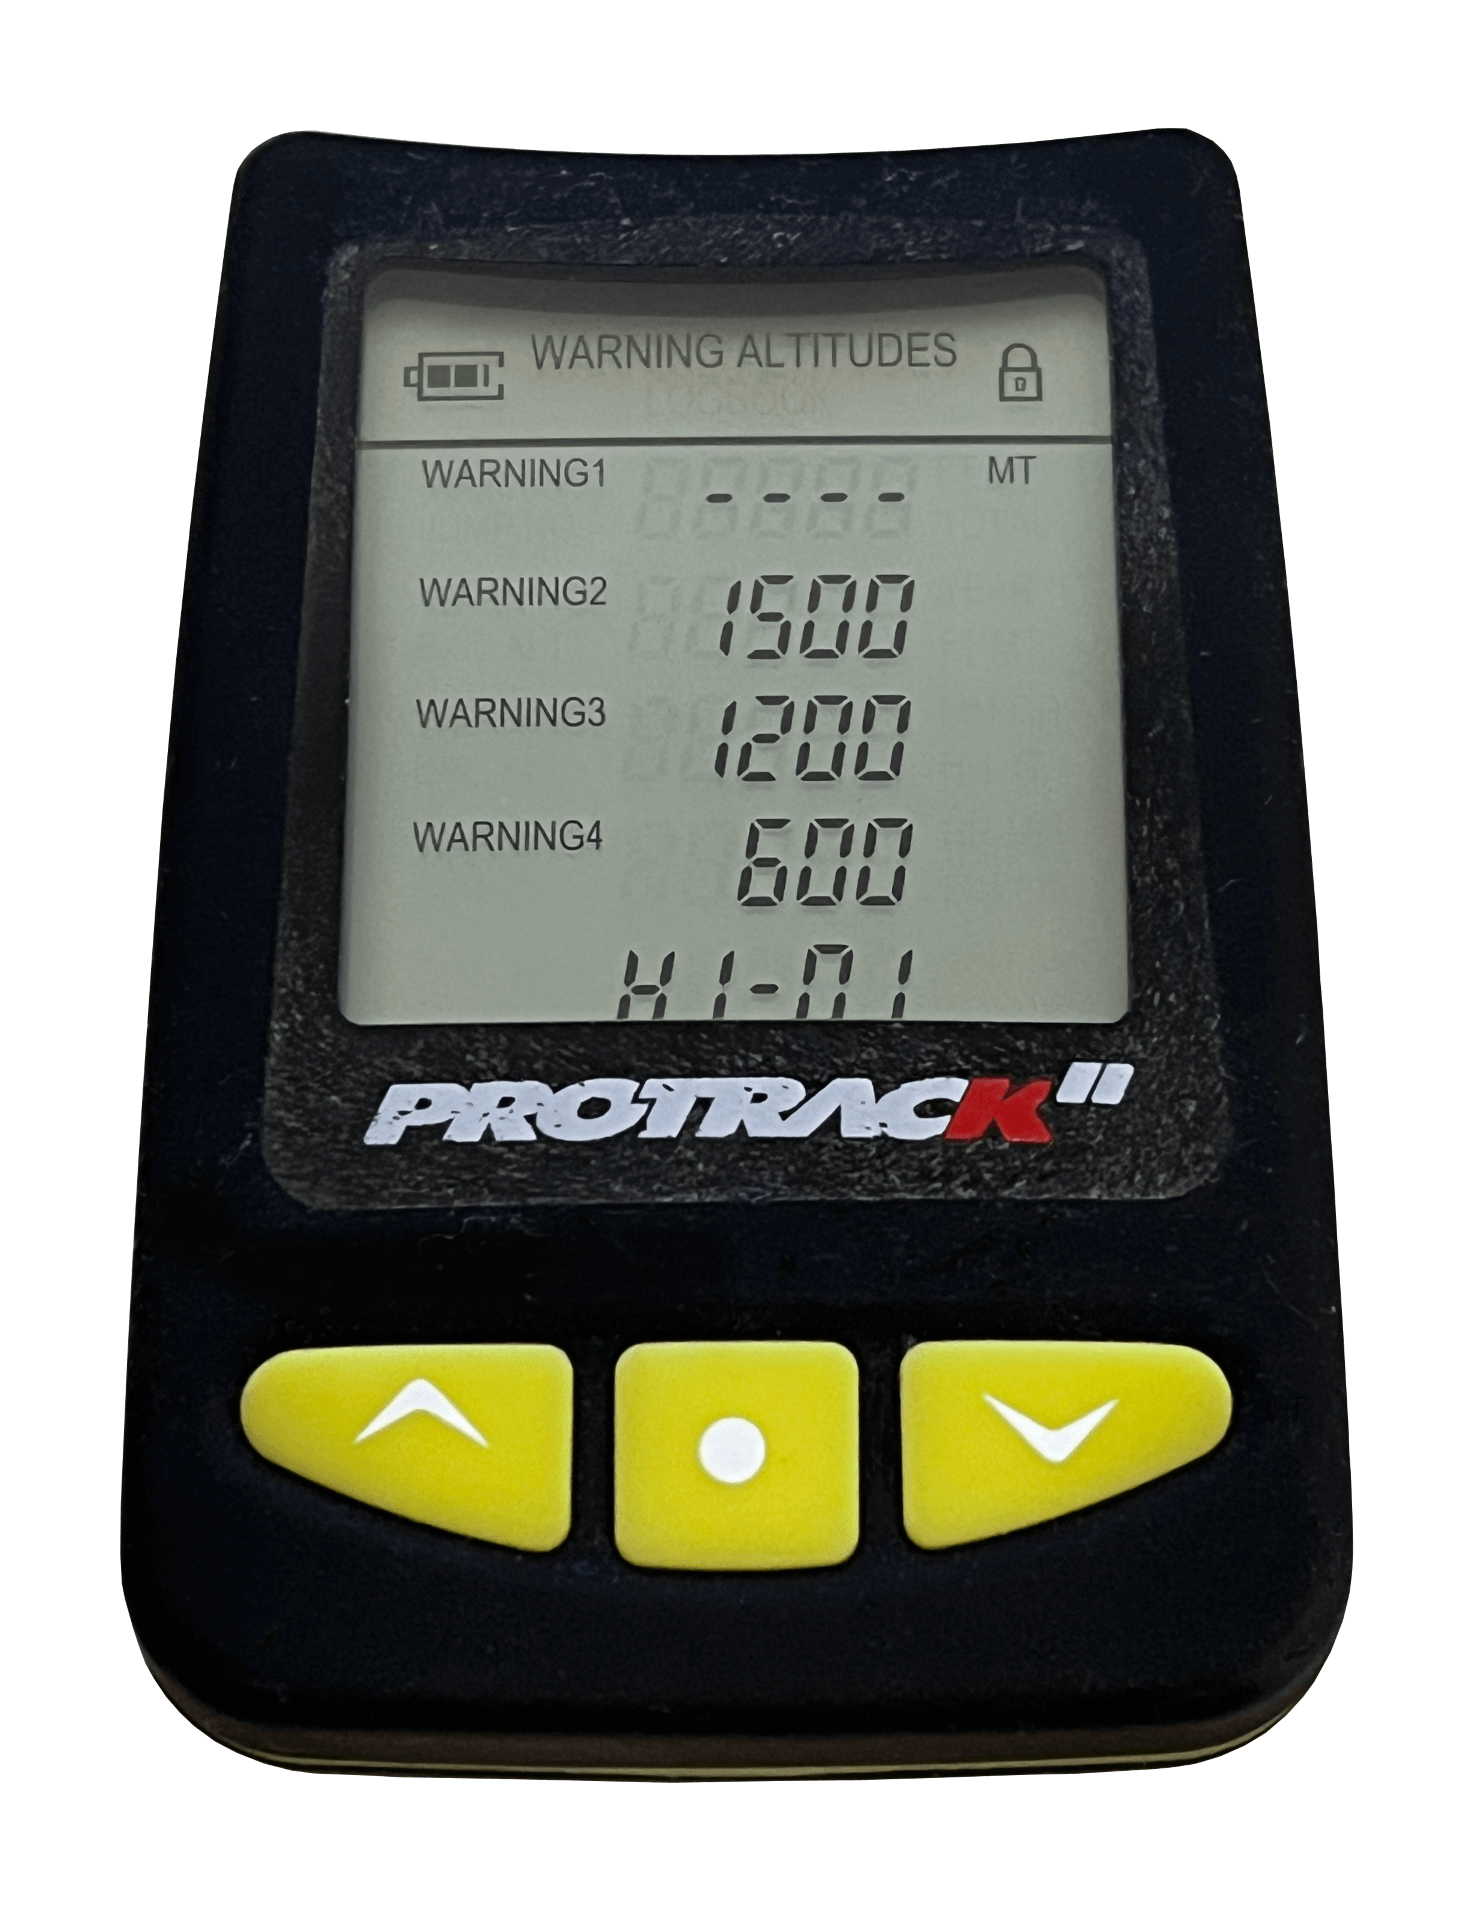 WARNING ALTITUDES
WARNING1 ---- MT
WARNING2 1500
WARNING3 1200
WARNING4 600
PROTRACK II